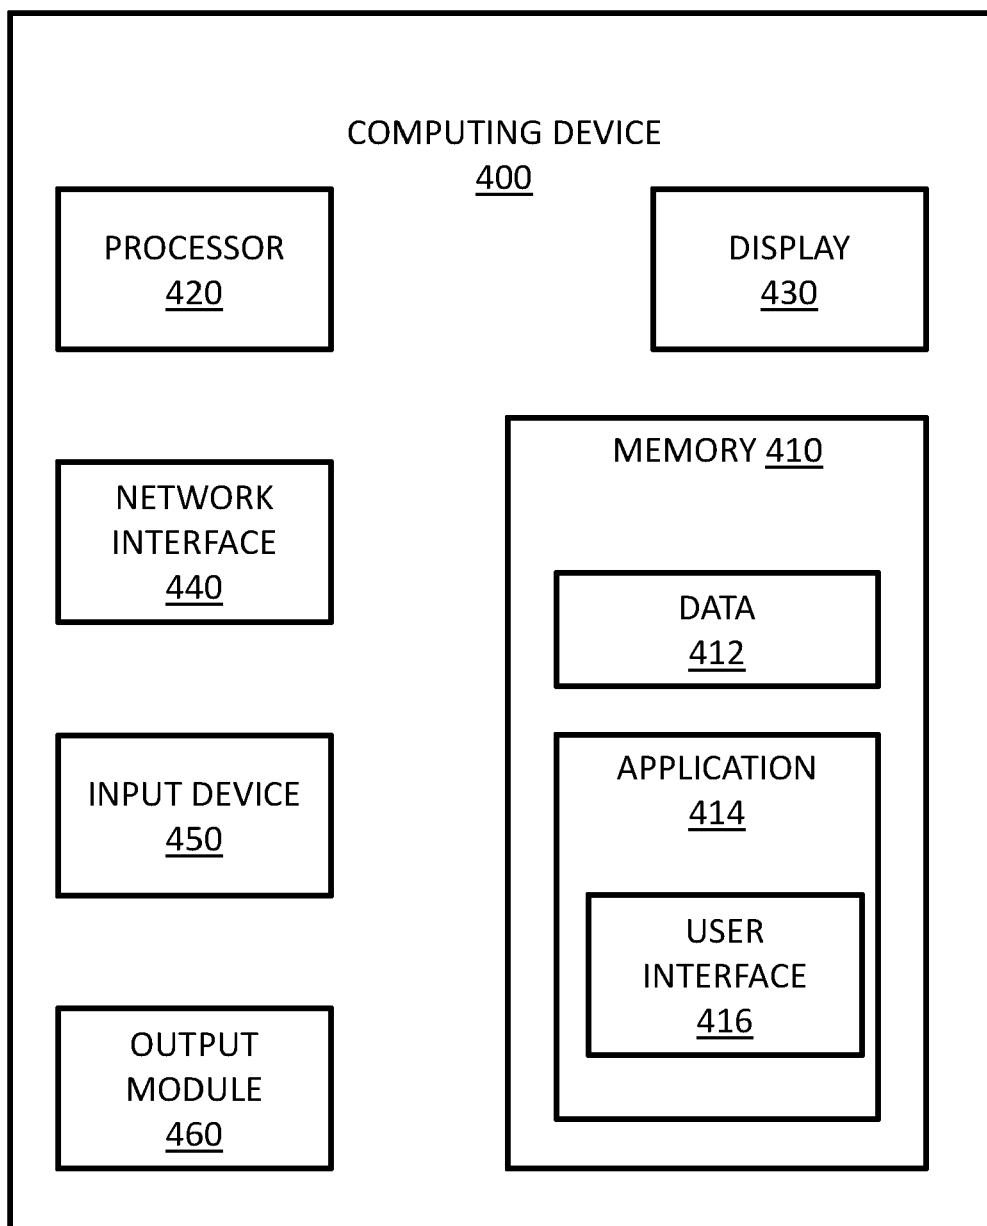 COMPUTING DEVICE
400
PROCESSOR
420
DISPLAY
430
NETWORK
INTERFACE
440
MEMORY 410
DATA
412
INPUT DEVICE
450
APPLICATION
414
USER
INTERFACE
416
OUTPUT
MODULE
460